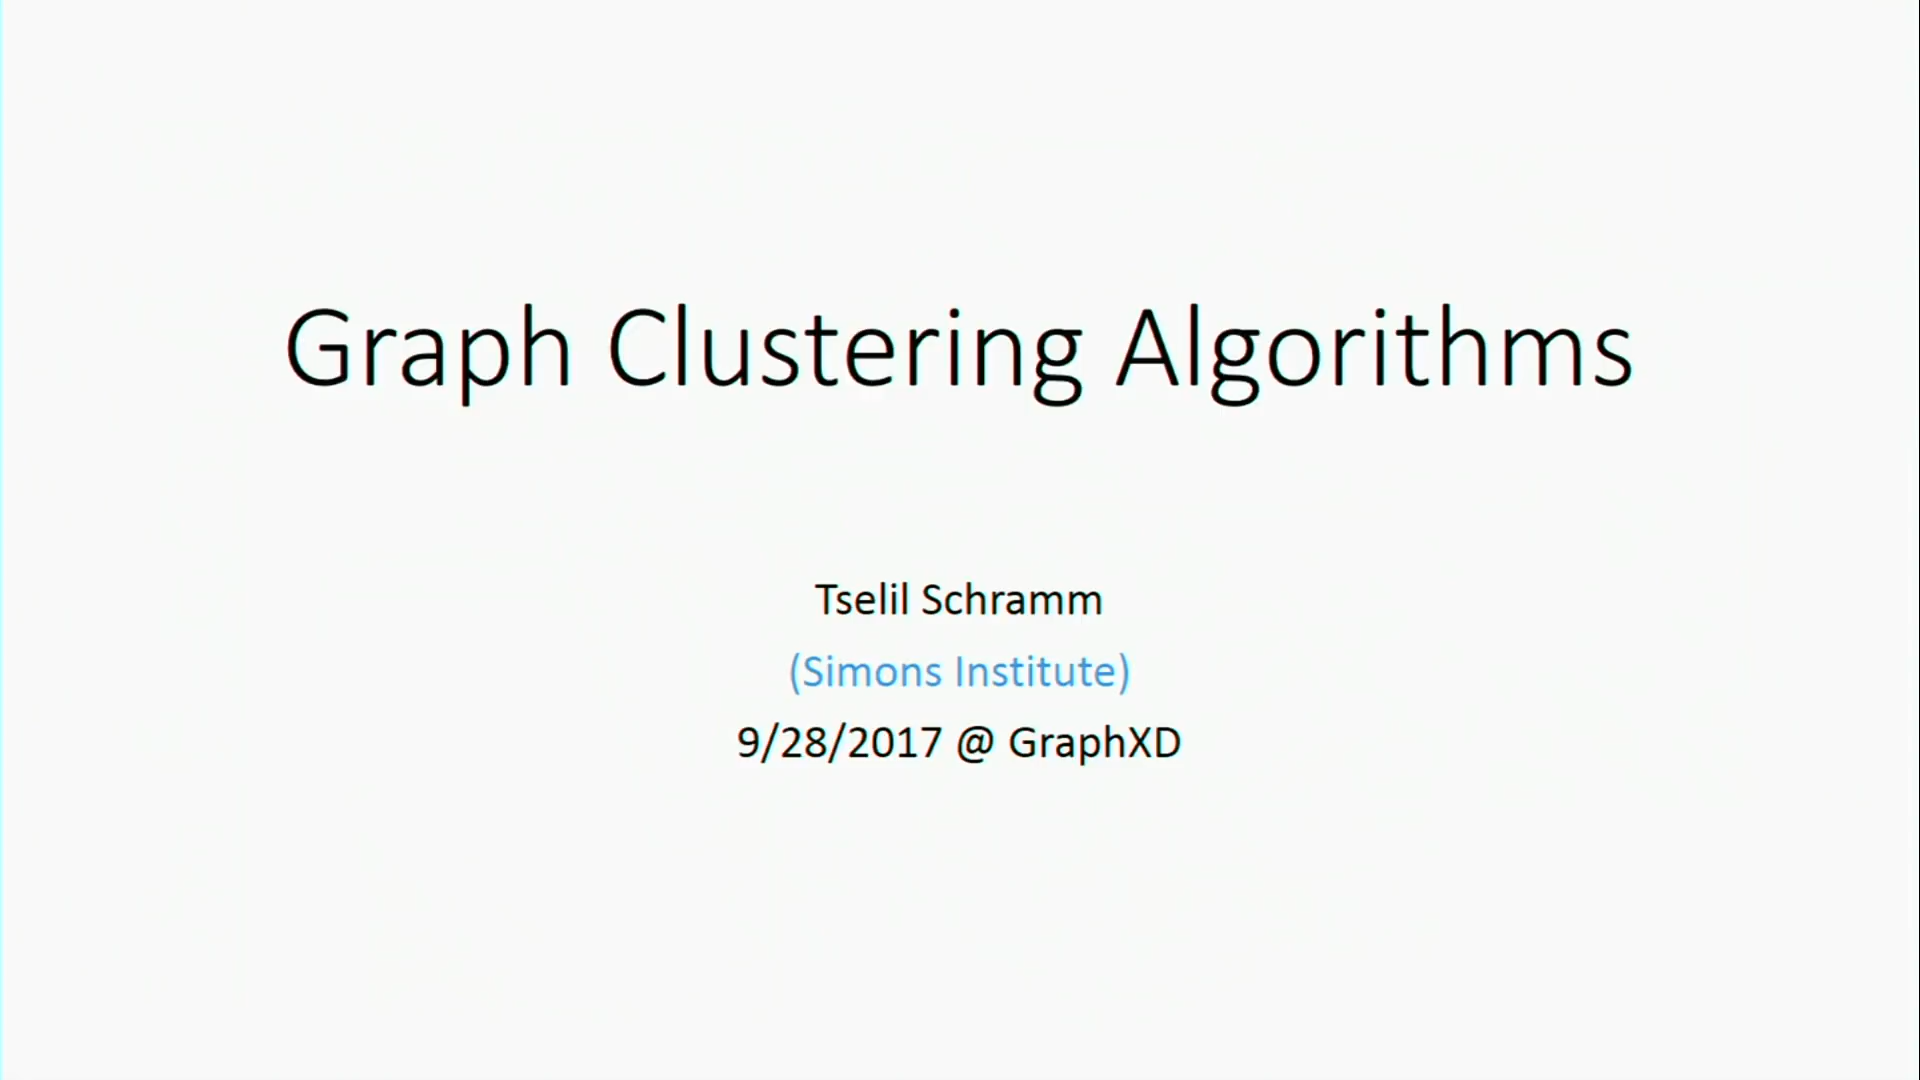 Graph Clustering Algorithms
Tselil Schramm
(Simons Institute)
9/28/2017 @ GraphXD